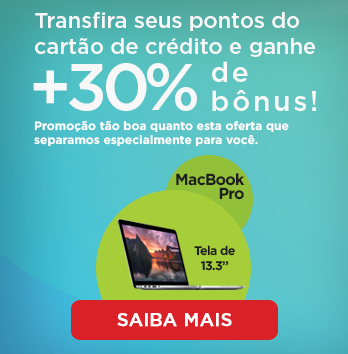 Transfira seus pontos do
cartão de crédito e ganhe
+30% de
bônus!
Promoção tão boa quanto esta oferta que
separamos especialmente para você.
MacBook
Pro
Tela de
13.3”
SAIBA MAIS